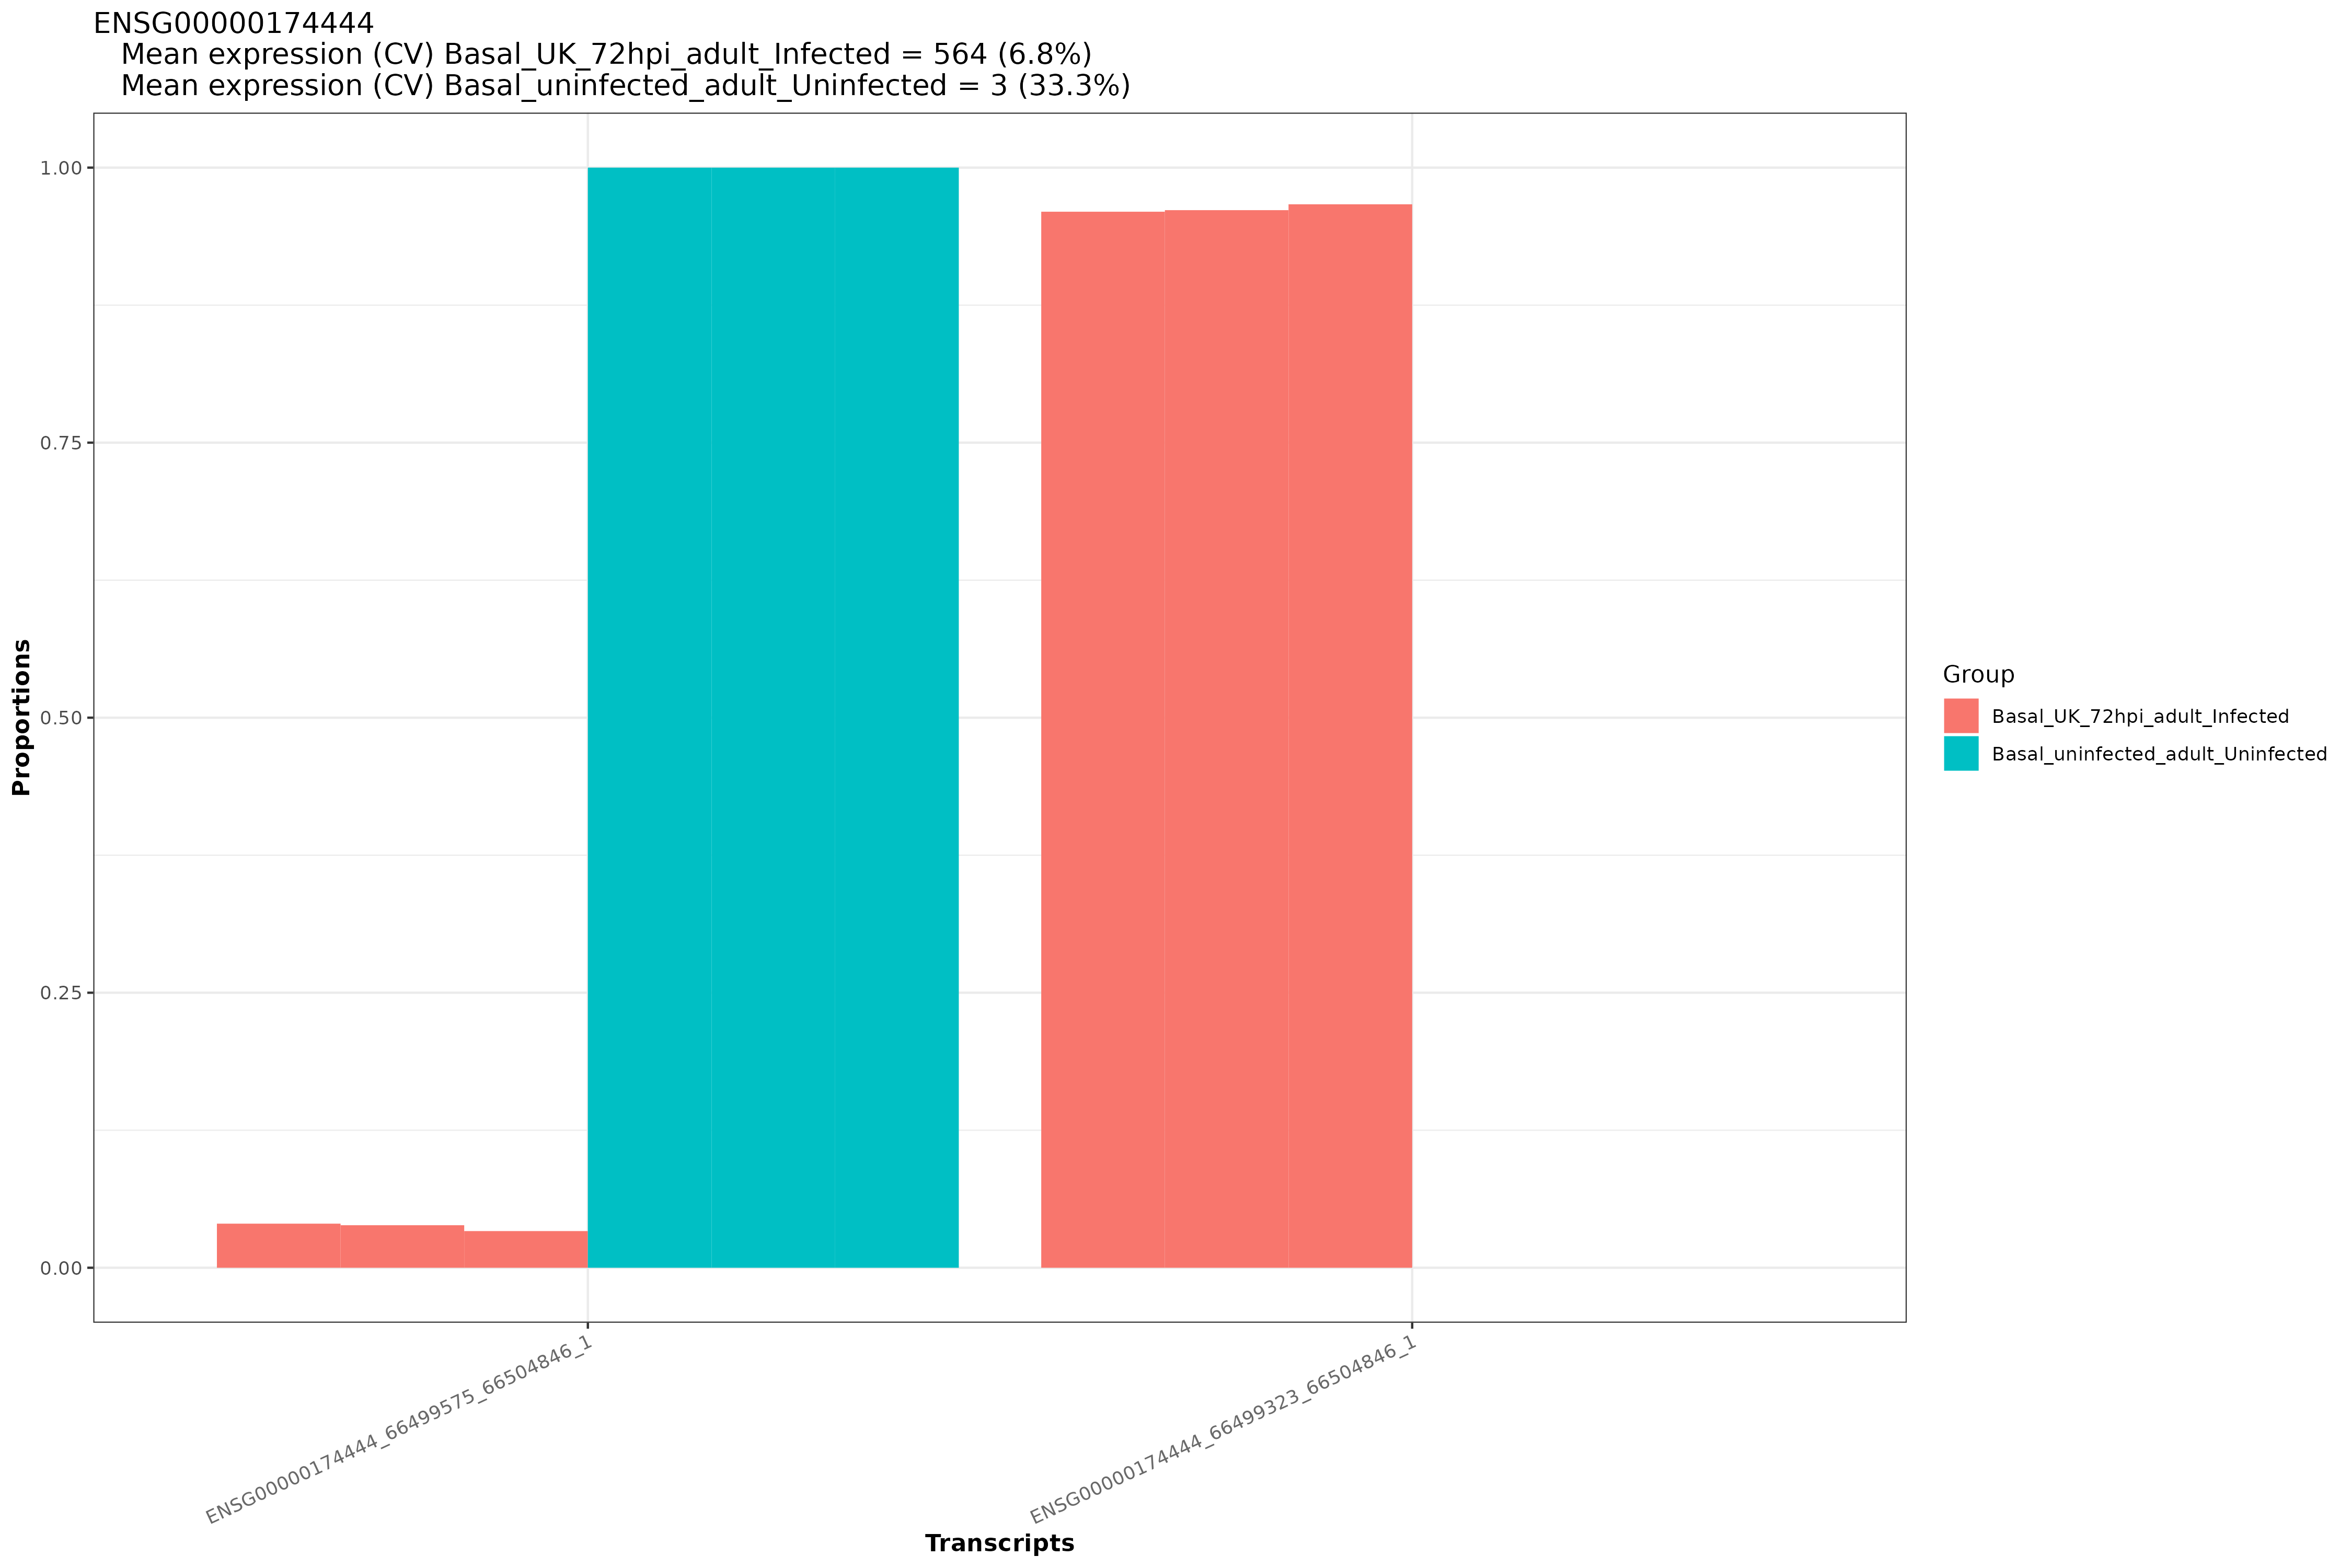 ENSG00000174444
Mean expression (CV) Basal_UK_72hpi_adult_Infected = 564 (6.8%)
Mean expression (CV) Basal_uninfected_adult_Uninfected = 3 (33.3%)
1.00
0.75
0.50
0.25
0.00
Proportions
ENSG00000174444_66499575_66504846_1
ENSG00000174444_66499323_66504846_1
Transcripts
Group
Basal_UK_72hpi_adult_Infected
Basal_uninfected_adult_Uninfected